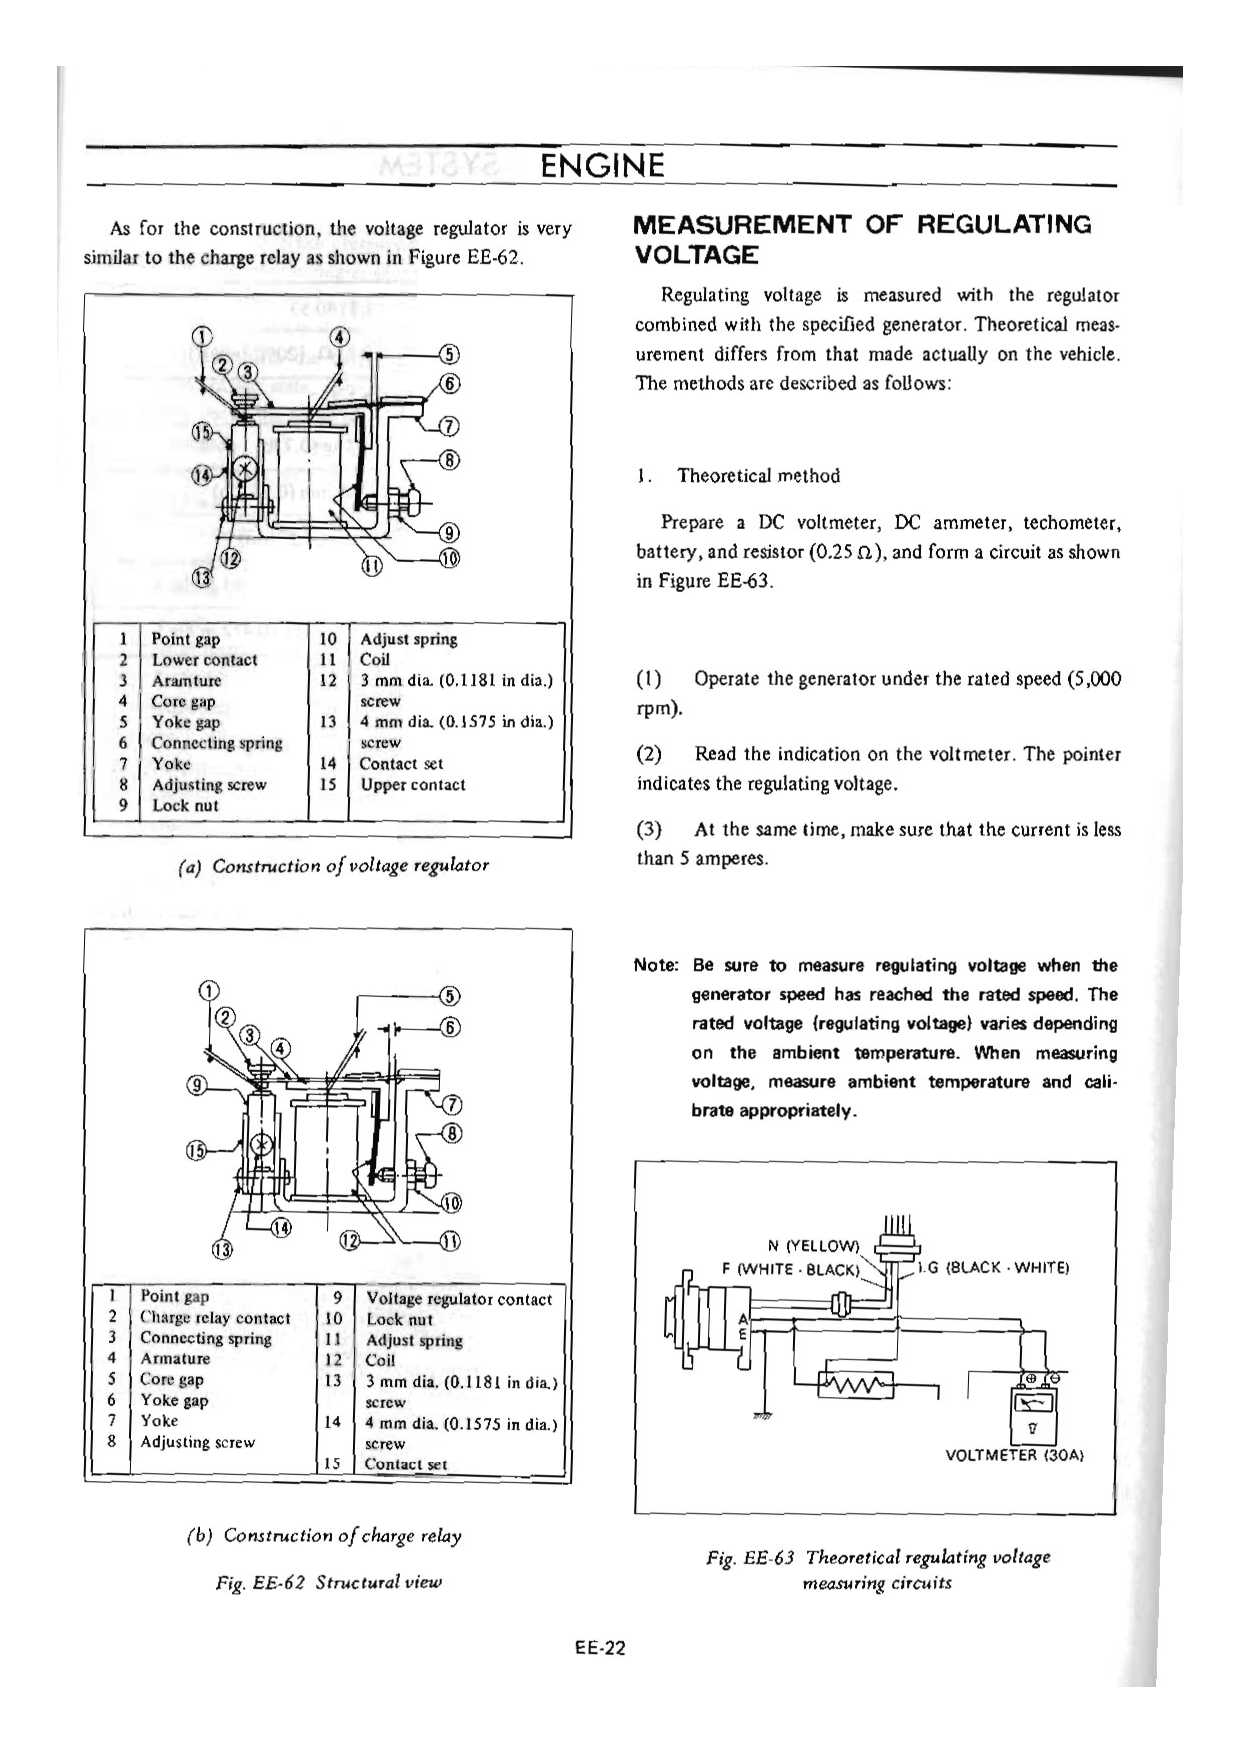 ENGINE
As for the construction, the voltage regulator is very
similar to the charge relay as shown in Figure EE-62.
1
2
3
4
5
6
7
8
9
10
11
12
13
14
15
1 Point gap
2 Lower contact
3 Aramture
4 Core gap
5 Yoke gap
6 Connecting spring
7 Yoke
8 Adjusting screw
9 Lock nut
10 Adjust spring
11 Coil
12 3 mm dia. (0.1181 in dia.)
screw
13 4 mm dia. (0.1575 in dia.)
screw
14 Contact set
15 Upper contact
(a) Construction of voltage regulator
1
2
3
4
5
6
7
8
9
10
11
12
13
14
15
1 Point gap
2 Charge relay contact
3 Connecting spring
4 Armature
5 Core gap
6 Yoke gap
7 Yoke
8 Adjusting screw
9 Voltage regulator contact
10 Lock nut
11 Adjust spring
12 Coil
13 3 mm dia. (0.1181 in dia.)
screw
14 4 mm dia. (0.1575 in dia.)
screw
15 Contact set
(b) Construction of charge relay
Fig. EE-62 Structural view
MEASUREMENT OF REGULATING
VOLTAGE
Regulating voltage is measured with the regulator
combined with the specified generator. Theoretical meas-
urement differs from that made actually on the vehicle.
The methods are described as follows:
1. Theoretical method
Prepare a DC voltmeter, DC ammeter, techometer,
battery, and resistor (0.25 Ω), and form a circuit as shown
in Figure EE-63.
(1) Operate the generator under the rated speed (5,000
rpm).
(2) Read the indication on the voltmeter. The pointer
indicates the regulating voltage.
(3) At the same time, make sure that the current is less
than 5 amperes.
Note: Be sure to measure regulating voltage when the
generator speed has reached the rated speed. The
rated voltage (regulating voltage) varies depending
on the ambient temperature. When measuring
voltage, measure ambient temperature and cali-
brate appropriately.
N (YELLOW)
F (WHITE · BLACK)
I.G (BLACK · WHITE)
A
E
⊕ ⊖
V
VOLTMETER (30A)
Fig. EE-63 Theoretical regulating voltage
measuring circuits
EE-22